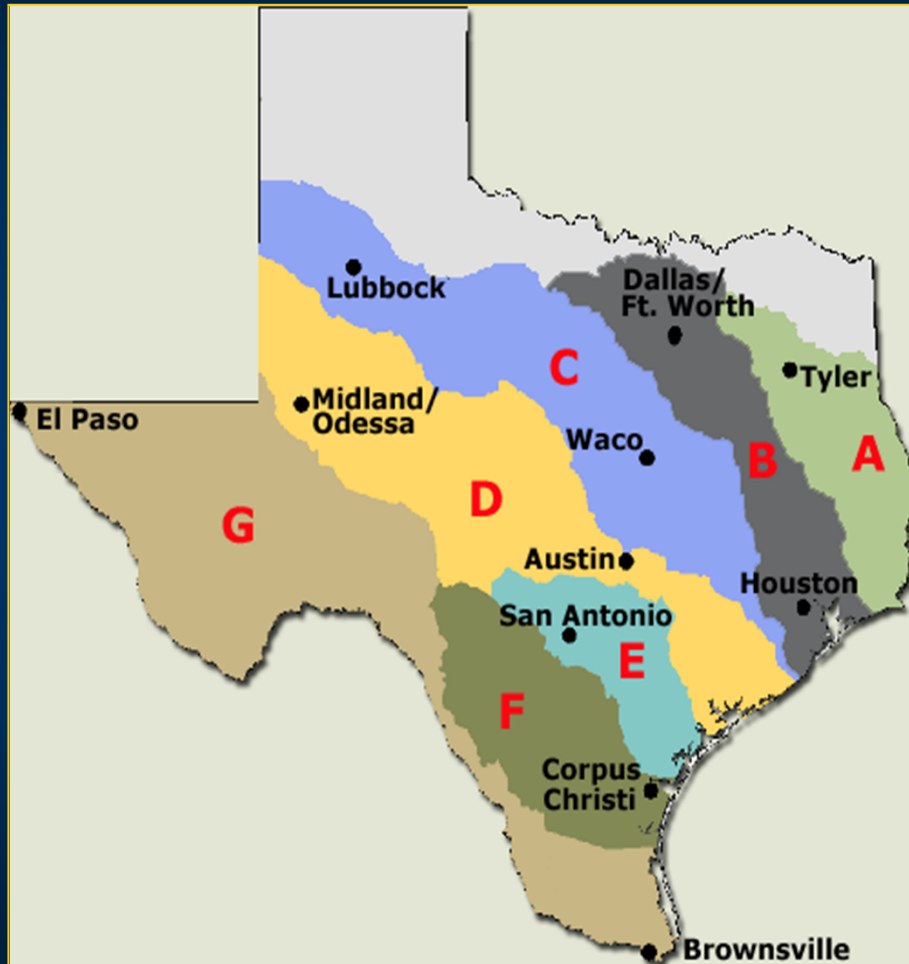 Dallas/
Ft. Worth
Lubbock
C
Tyler
Midland/
Odessa
El Paso
Waco
B
A
D
G
Austin
Houston
San Antonio
E
F
Corpus
Christi
Brownsville